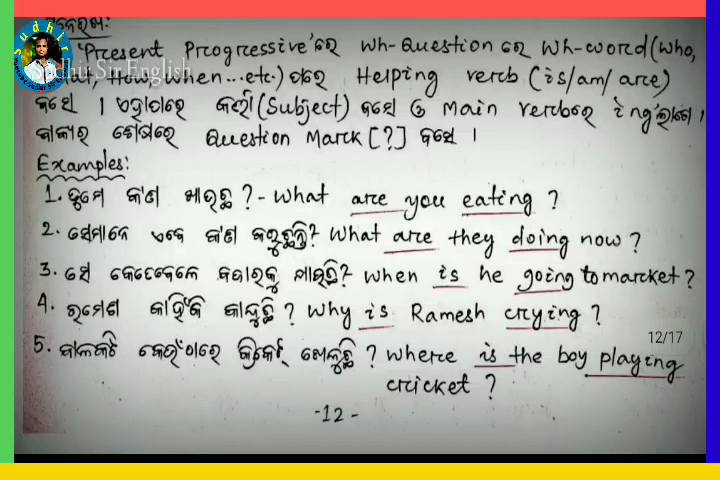 'Present Progressive'ରେ Wh-Question ରେ Wh-word (who,
How, When...etc.) ପରେ Helping verb (is/am/are)
ବସେ । ଏହାପରେ କର୍ତ୍ତା (Subject) ବସେ ଓ Main verbରେ 'ing' ଲାଗେ ।
ବାକ୍ୟର ଶେଷରେ Question Mark [?] ବସେ ।
Sudhir Sir English
Examples:
1. ତୁମେ କ'ଣ ଖାଉଛ ? - What are you eating ?
2. ସେମାନେ ଏବେ କ'ଣ କରୁଛନ୍ତି? What are they doing now ?
3. ସେ କେତେବେଳେ ବଜାରକୁ ଯାଉଛି? When is he going to market ?
4. ରମେଶ କାହିଁକି କାନ୍ଦୁଛି ? Why is Ramesh crying ?
12/17
5. ବାଳକଟି କେଉଁଠାରେ କ୍ରିକେଟ୍ ଖେଳୁଛି ? Where is the boy playing
cricket ?
-12-